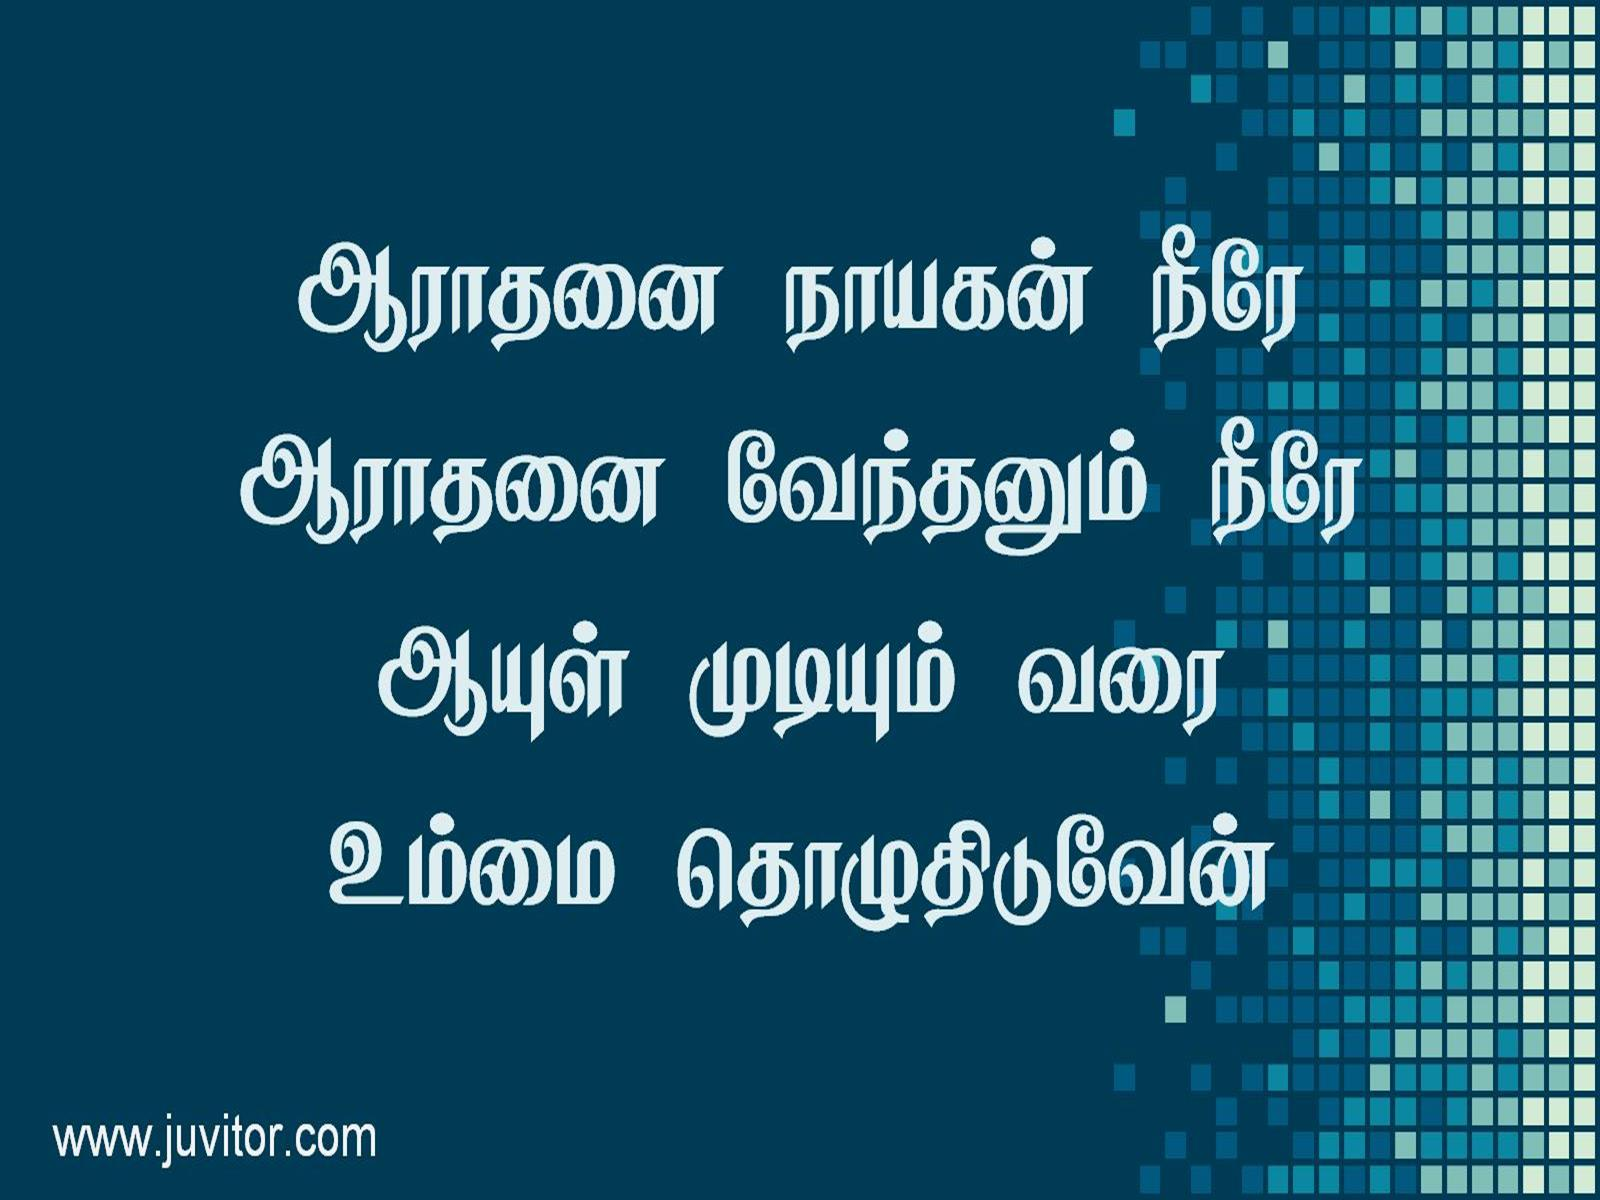 ஆராதனை நாயகன் நீரே
ஆராதனை வேந்தனும் நீரே
ஆயுள் முடியும் வரை
உம்மை தொழுதிடுவேன்
www.juvitor.com